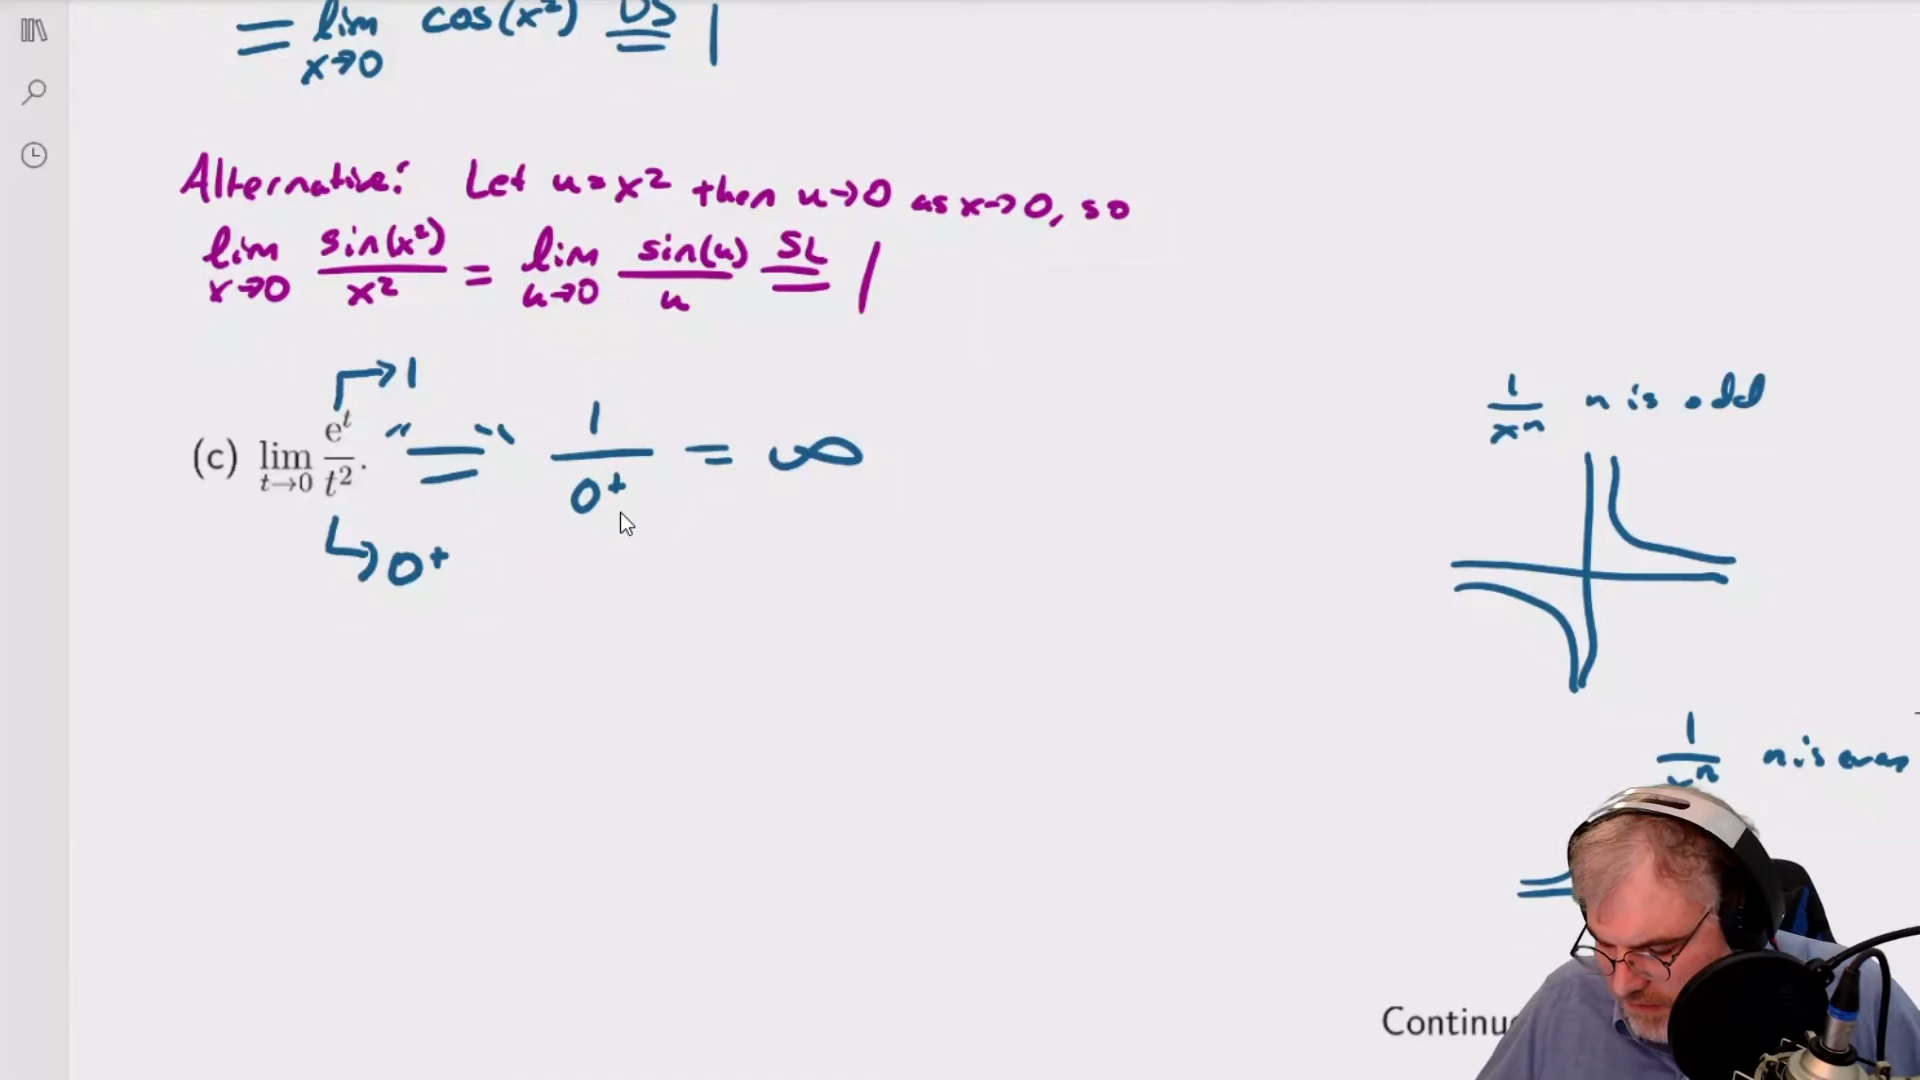 = lim x→0 cos(x²) DS = 1
Alternative: Let u = x² then u→0 as x→0, so
lim x→0 sin(x²)/x² = lim u→0 sin(u)/u SL = 1
→ 1
(c) lim t→0 e^t/t². "=" 1/0⁺ = ∞
→ 0⁺
1/xⁿ n is odd
1/xⁿ n is even